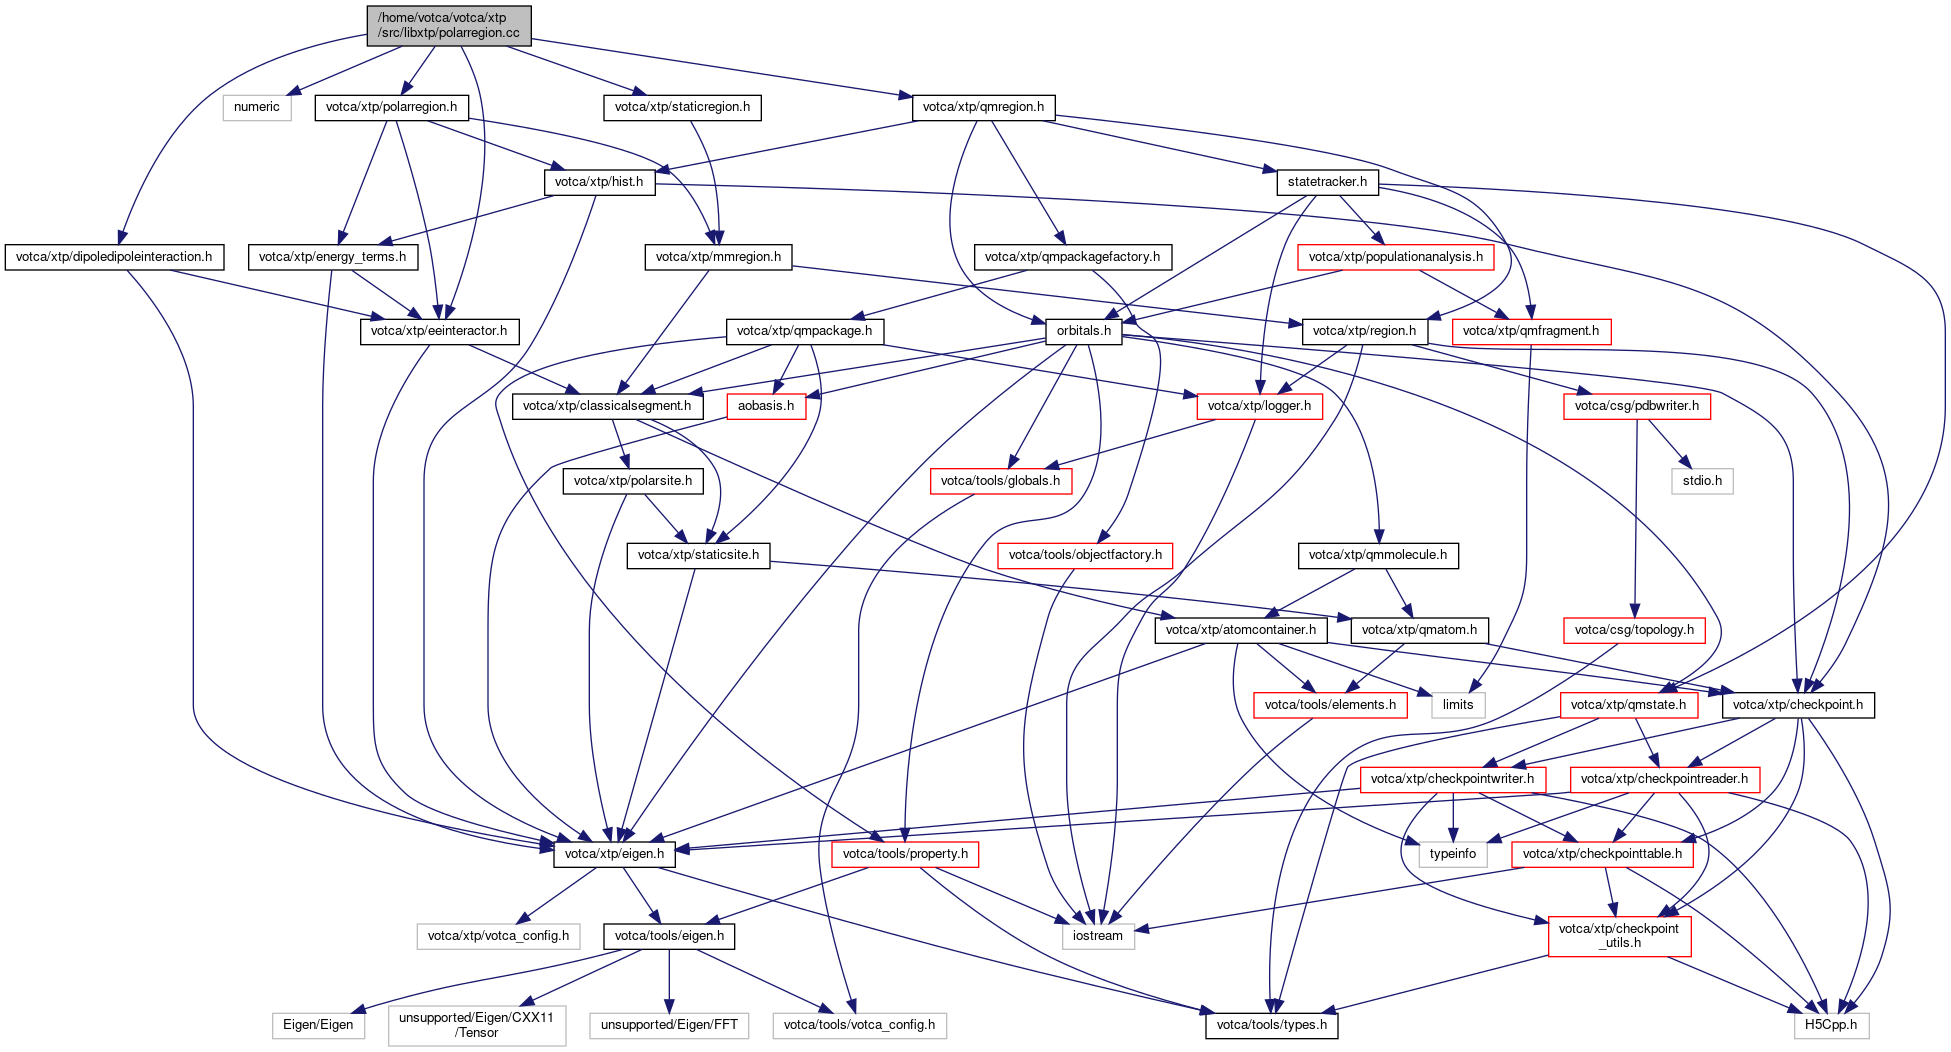 /home/votca/votca/xtp
/src/libxtp/polarregion.cc
numeric
votca/xtp/polarregion.h
votca/xtp/staticregion.h
votca/xtp/qmregion.h
votca/xtp/hist.h
statetracker.h
votca/xtp/dipoledipoleinteraction.h
votca/xtp/energy_terms.h
votca/xtp/mmregion.h
votca/xtp/qmpackagefactory.h
votca/xtp/populationanalysis.h
votca/xtp/eeinteractor.h
votca/xtp/qmpackage.h
orbitals.h
votca/xtp/region.h
votca/xtp/qmfragment.h
votca/xtp/classicalsegment.h
aobasis.h
votca/xtp/logger.h
votca/csg/pdbwriter.h
votca/xtp/polarsite.h
votca/tools/globals.h
stdio.h
votca/xtp/staticsite.h
votca/tools/objectfactory.h
votca/xtp/qmmolecule.h
votca/xtp/atomcontainer.h
votca/xtp/qmatom.h
votca/csg/topology.h
votca/tools/elements.h
limits
votca/xtp/qmstate.h
votca/xtp/checkpoint.h
votca/xtp/checkpointwriter.h
votca/xtp/checkpointreader.h
votca/xtp/eigen.h
votca/tools/property.h
typeinfo
votca/xtp/checkpointtable.h
votca/xtp/votca_config.h
votca/tools/eigen.h
iostream
votca/xtp/checkpoint
_utils.h
Eigen/Eigen
unsupported/Eigen/CXX11
/Tensor
unsupported/Eigen/FFT
votca/tools/votca_config.h
votca/tools/types.h
H5Cpp.h